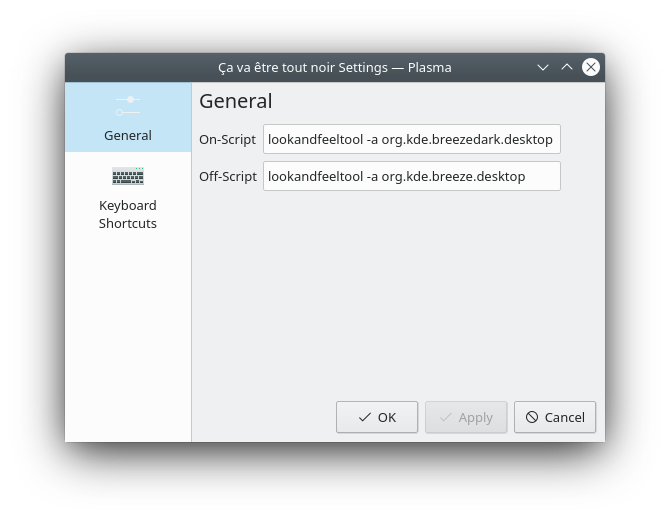 Ça va être tout noir Settings — Plasma
General
General
On-Script
lookandfeeltool -a org.kde.breezedark.desktop
Off-Script
lookandfeeltool -a org.kde.breeze.desktop
Keyboard
Shortcuts
OK
Apply
Cancel